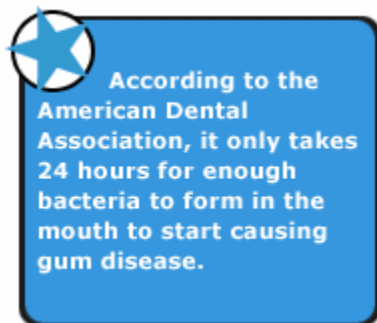 According to the
American Dental
Association, it only takes
24 hours for enough
bacteria to form in the
mouth to start causing
gum disease.